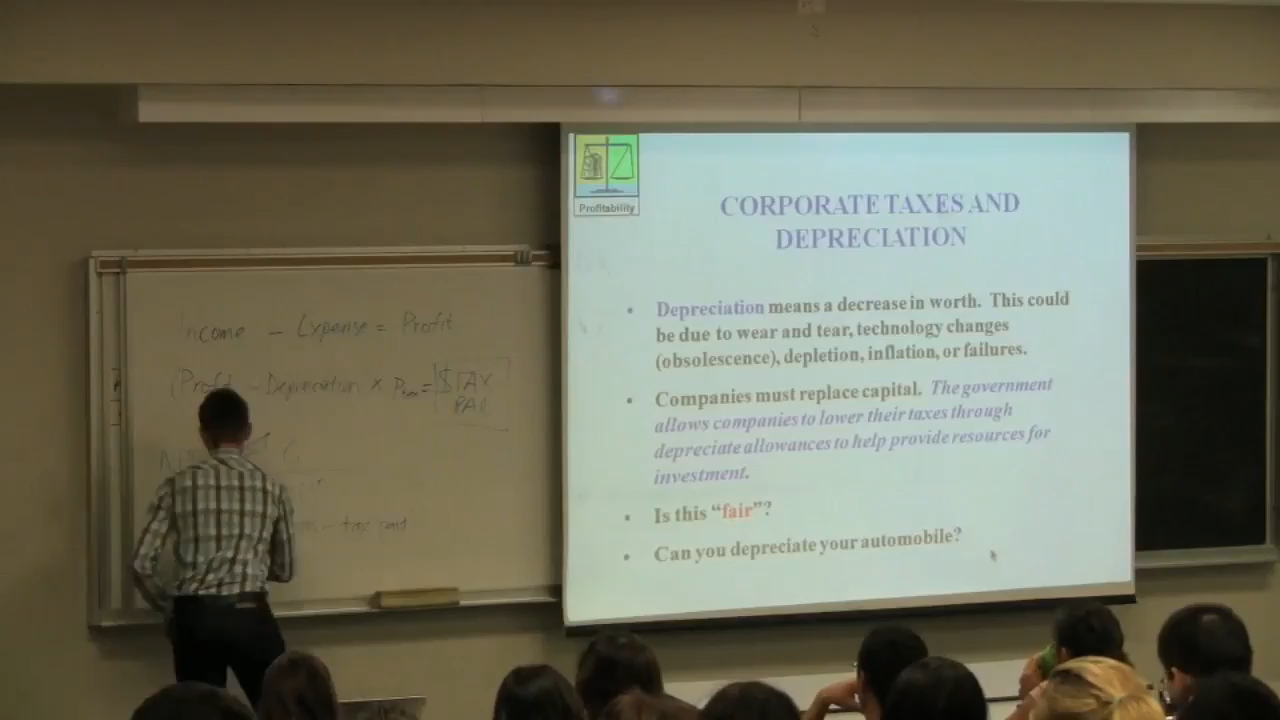 Income - Expense = Profit
(Profit - Depreciation x
- tax paid
Profitability
CORPORATE TAXES AND
DEPRECIATION
• Depreciation means a decrease in worth. This could
be due to wear and tear, technology changes
(obsolescence), depletion, inflation, or failures.
• Companies must replace capital. The government
allows companies to lower their taxes through
depreciate allowances to help provide resources for
investment.
• Is this “fair”?
• Can you depreciate your automobile?